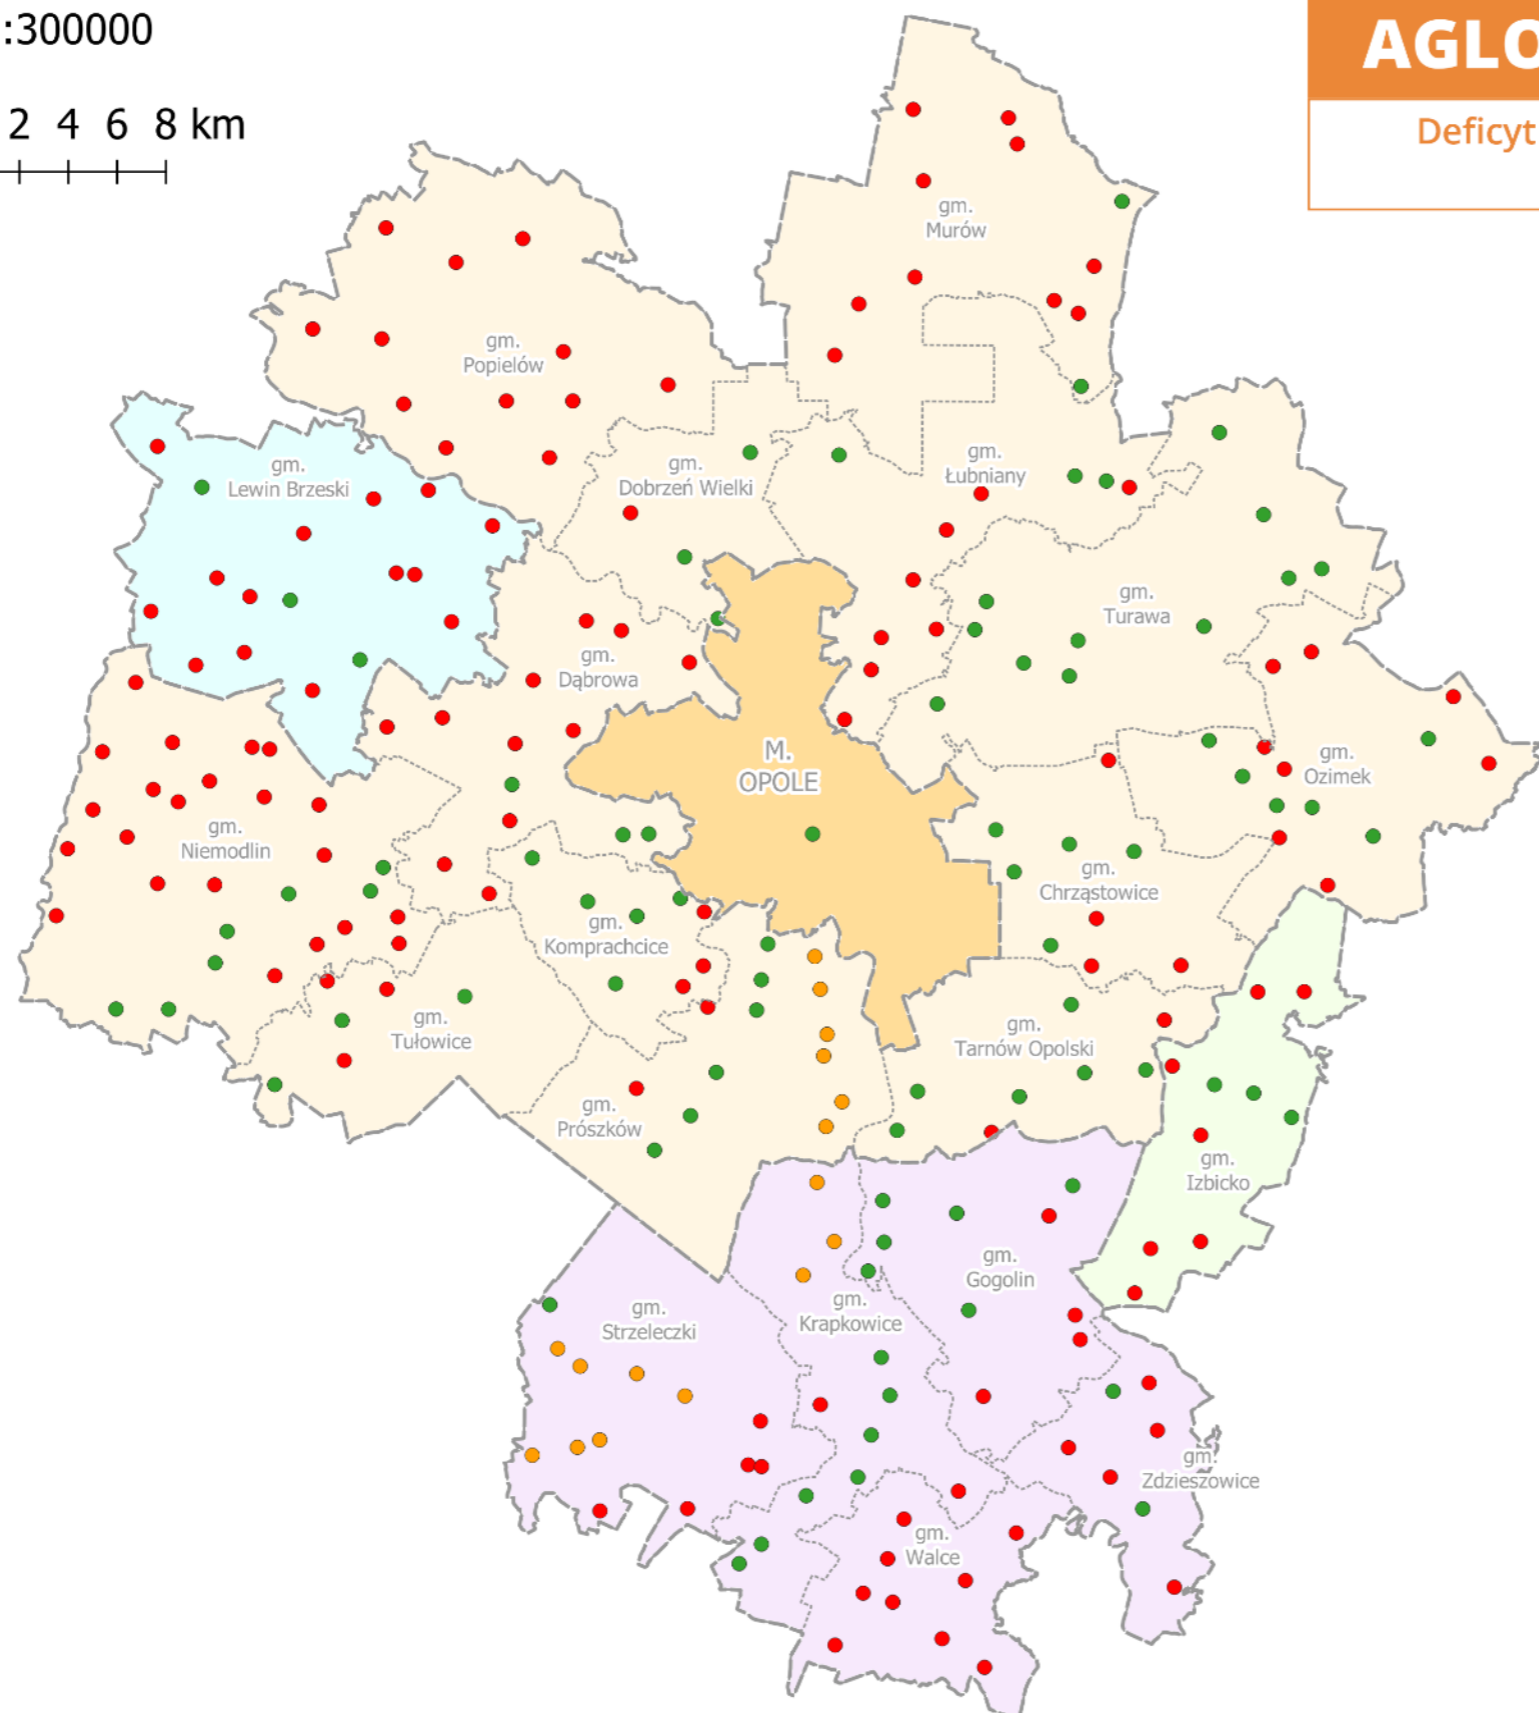 :300000
2 4 6 8 km
AGLO
Deficyt
gm.
Murów
gm.
Popielów
gm.
Lewin Brzeski
gm.
Dobrzeń Wielki
gm.
Łubniany
gm.
Turawa
gm.
Dąbrowa
M.
OPOLE
gm.
Ozimek
gm.
Niemodlin
gm.
Chrząstowice
gm.
Komprachcice
gm.
Tułowice
gm.
Tarnów Opolski
gm.
Prószków
gm.
Izbicko
gm.
Gogolin
gm.
Strzeleczki
gm.
Krapkowice
gm.
Zdzieszowice
gm.
Walce